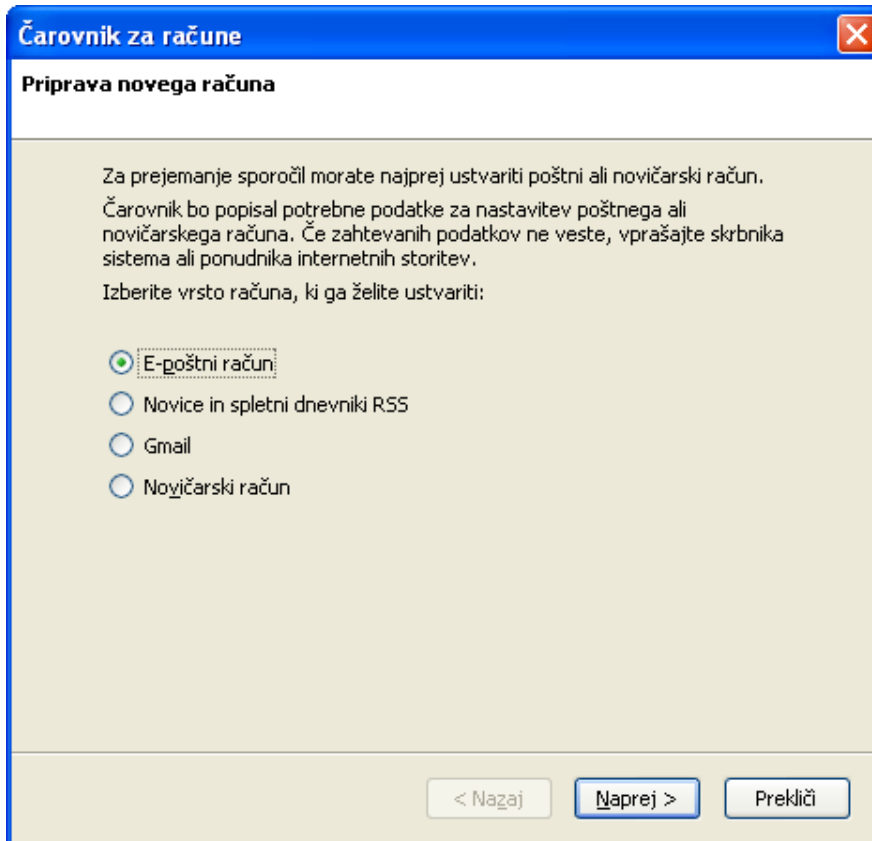 Čarovnik za račune
Priprava novega računa
Za prejemanje sporočil morate najprej ustvariti poštni ali novičarski račun.
Čarovnik bo popisal potrebne podatke za nastavitev poštnega ali
novičarskega računa. Če zahtevanih podatkov ne veste, vprašajte skrbnika
sistema ali ponudnika internetnih storitev.
Izberite vrsto računa, ki ga želite ustvariti:
E-poštni račun
Novice in spletni dnevniki RSS
Gmail
Novičarski račun
< Nazaj
Naprej >
Prekliči